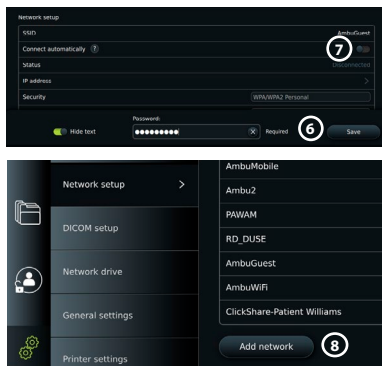 Network setup
SSID AmbuGuest
Connect automatically ? 7
Status Disconnected
IP address >
Security WPA/WPA2 Personal
Password:
Hide text ●●●●●●●●● X Required 6 Save
AmbuMobile
Network setup >
Ambu2
PAWAM
DICOM setup
RD_DUSE
AmbuGuest
Network drive
AmbuWiFi
ClickShare-Patient Williams
General settings
Add network 8
Printer settings